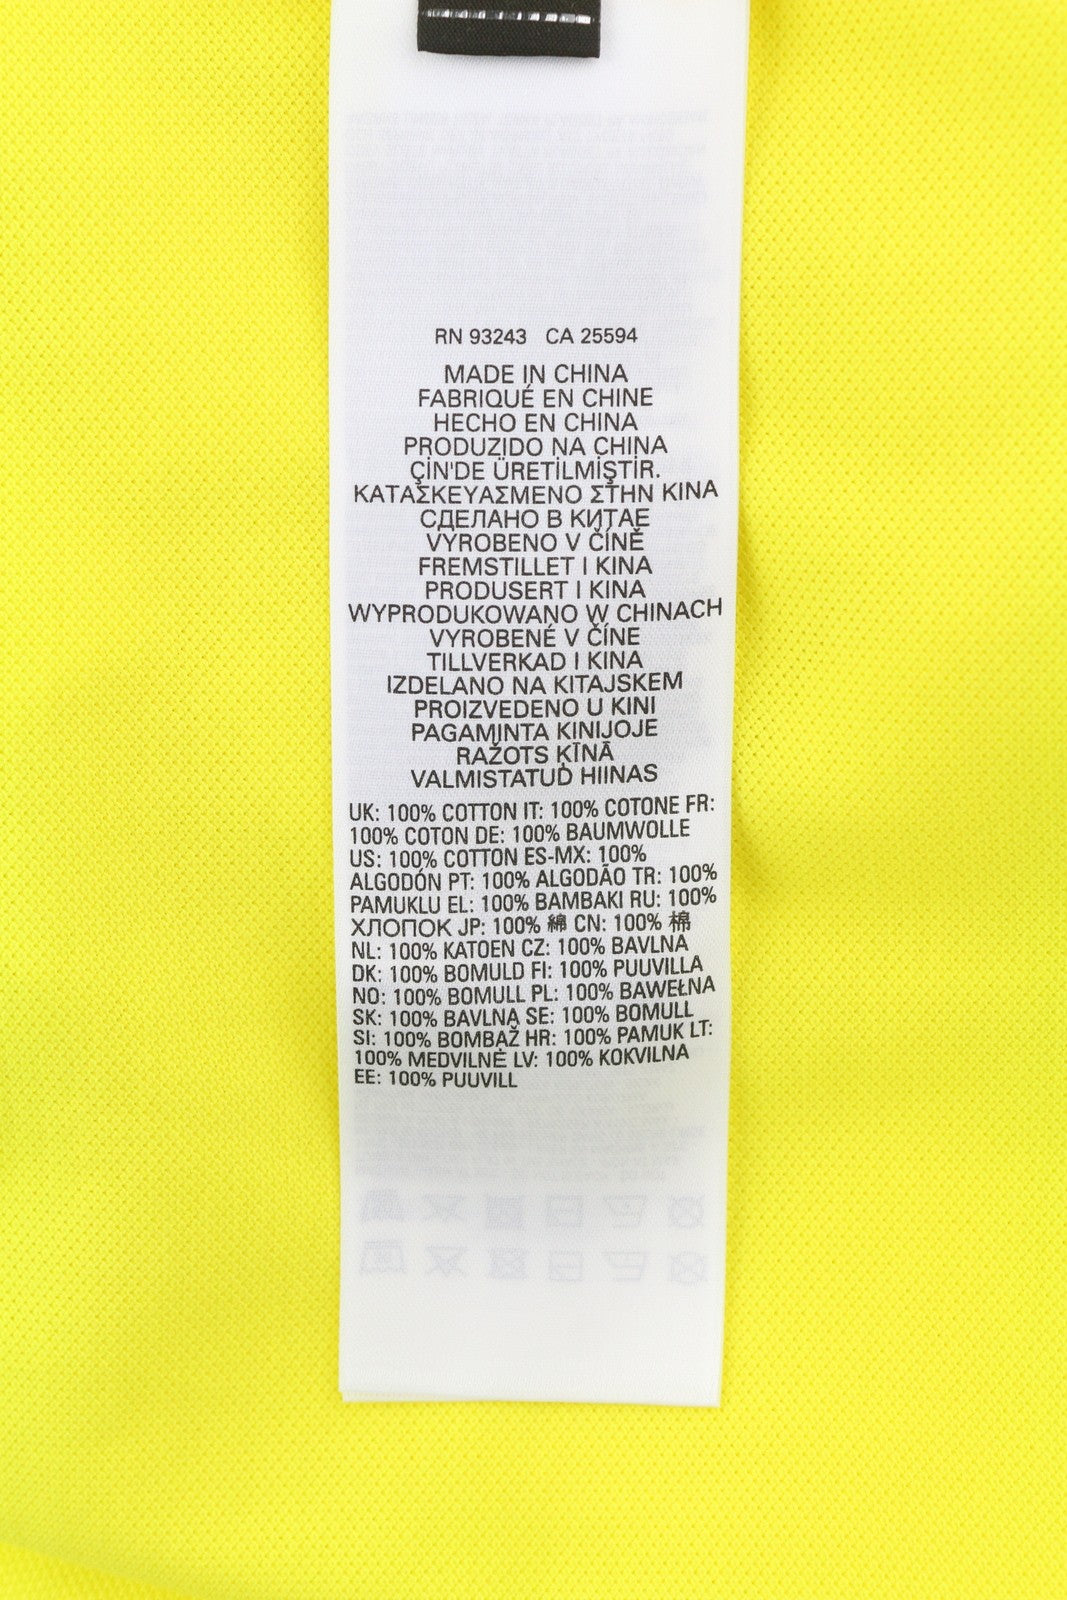 RN 93243 CA 25594
MADE IN CHINA
FABRIQUÉ EN CHINE
HECHO EN CHINA
PRODUZIDO NA CHINA
ÇİN'DE ÜRETİLMİŞTİR.
ΚΑΤΑΣΚΕΥΑΣΜΕΝΟ ΣΤΗΝ ΚΙΝΑ
СДЕЛАНО В КИТАЕ
VYROBENO V ČÍNĚ
FREMSTILLET I KINA
PRODUSERT I KINA
WYPRODUKOWANO W CHINACH
VYROBENÉ V ČÍNE
TILLVERKAD I KINA
IZDELANO NA KITAJSKEM
PROIZVEDENO U KINI
PAGAMINTA KINIJOJE
RAŽOTS ĶĪNĀ
VALMISTATUD HIINAS
UK: 100% COTTON IT: 100% COTONE FR:
100% COTON DE: 100% BAUMWOLLE
US: 100% COTTON ES-MX: 100%
ALGODÓN PT: 100% ALGODÃO TR: 100%
PAMUKLU EL: 100% ΒΑΜΒΑΚΙ RU: 100%
ХЛОПОК JP: 100% 綿 CN: 100% 棉
NL: 100% KATOEN CZ: 100% BAVLNA
DK: 100% BOMULD FI: 100% PUUVILLA
NO: 100% BOMULL PL: 100% BAWEŁNA
SK: 100% BAVLNA SE: 100% BOMULL
SI: 100% BOMBAŽ HR: 100% PAMUK LT:
100% MEDVILNĖ LV: 100% KOKVILNA
EE: 100% PUUVILL